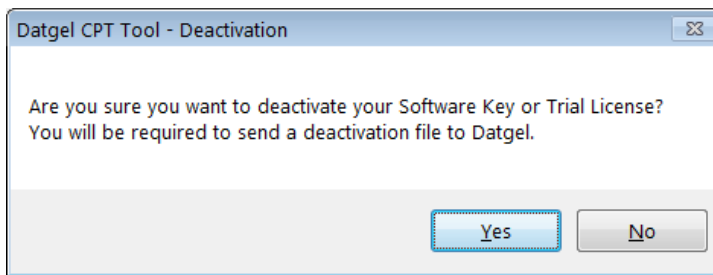 Datgel CPT Tool - Deactivation
Are you sure you want to deactivate your Software Key or Trial License?
You will be required to send a deactivation file to Datgel.
Yes
No